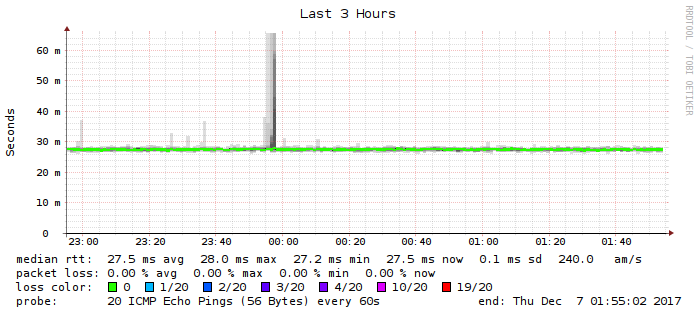 Last 3 Hours
RRDTOOL / TOBI OETIKER
Seconds
60 m
50 m
40 m
30 m
20 m
10 m
0
23:00 23:20 23:40 00:00 00:20 00:40 01:00 01:20 01:40
median rtt: 27.5 ms avg 28.0 ms max 27.2 ms min 27.5 ms now 0.1 ms sd 240.0 am/s
packet loss: 0.00 % avg 0.00 % max 0.00 % min 0.00 % now
loss color: 0 1/20 2/20 3/20 4/20 10/20 19/20
probe: 20 ICMP Echo Pings (56 Bytes) every 60s end: Thu Dec 7 01:55:02 2017